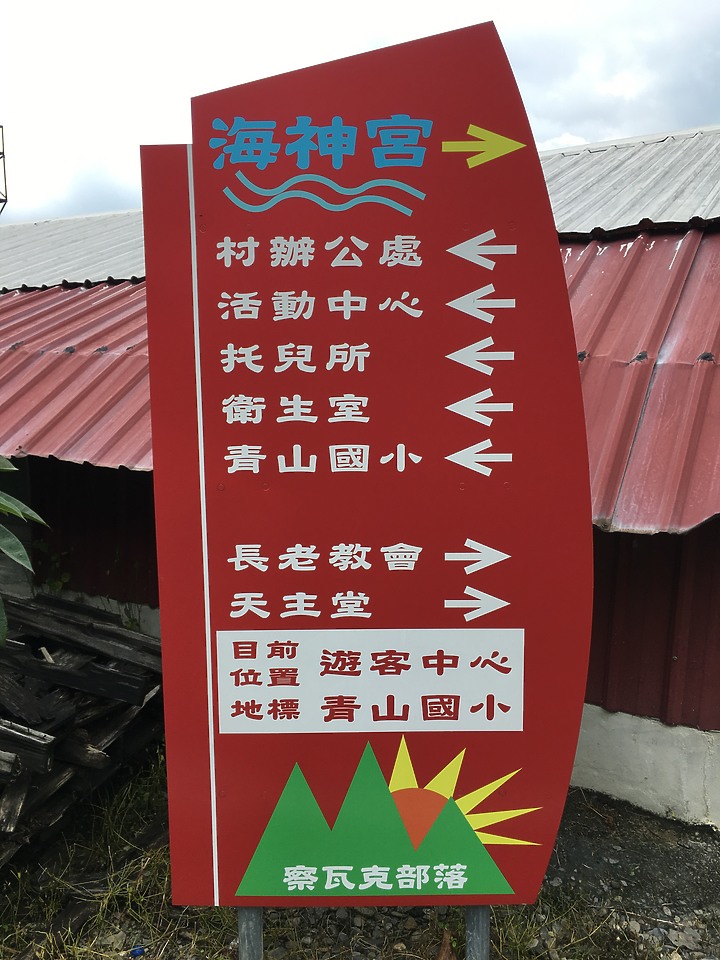 海神宮
村辦公處
活動中心
托兒所
衛生室
青山國小
長老教會
天主堂
目前位置 遊客中心
地標 青山國小
察瓦克部落